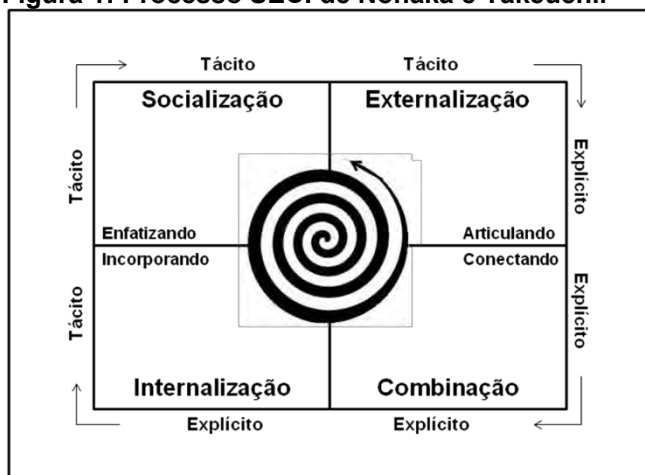 Figura 1. Processo SECI de Nonaka e Takeuchi.
Tácito
Tácito
Socialização
Externalização
Tácito
Explícito
Enfatizando
Articulando
Incorporando
Conectando
Tácito
Explícito
Internalização
Combinação
Explícito
Explícito